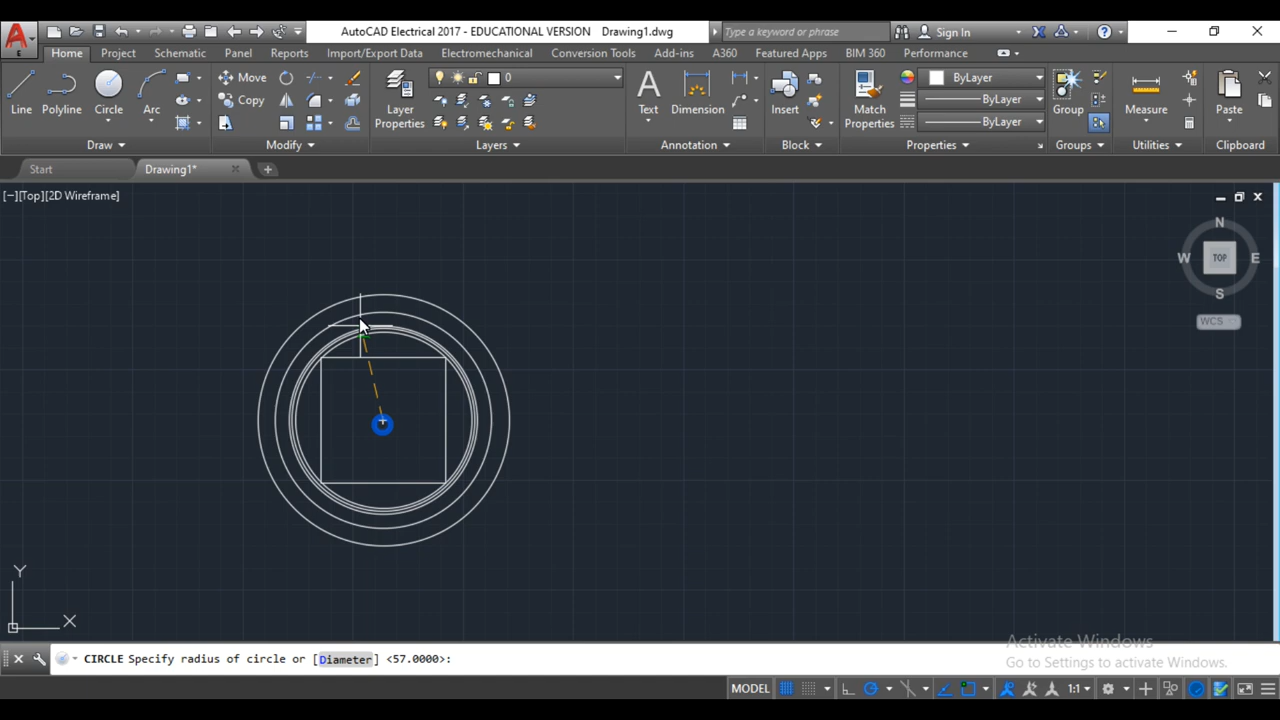 AutoCAD Electrical 2017 - EDUCATIONAL VERSION Drawing1.dwg
Type a keyword or phrase
Sign In
Home Project Schematic Panel Reports Import/Export Data Electromechanical Conversion Tools Add-ins A360 Featured Apps BIM 360 Performance
Line Polyline Circle Arc
Move
Copy
Layer
Properties
0
Text Dimension
Insert
Match
Properties
ByLayer
ByLayer
ByLayer
Group
Measure
Paste
Draw Modify Layers Annotation Block Properties Groups Utilities Clipboard
Start Drawing1*
[−][Top][2D Wireframe]
N
W TOP E
S
WCS
Y
X
Activate Windows
Go to Settings to activate Windows.
CIRCLE Specify radius of circle or [Diameter] <57.0000>:
MODEL 1:1